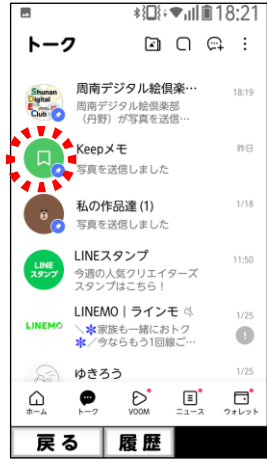 18:21
トーク
Shunan
Digital
Club
周南デジタル絵倶楽…
18:19
周南デジタル絵倶楽部
（丹野）が写真を送信…
Keepメモ
昨日
写真を送信しました
私の作品達 (1)
1/18
写真を送信しました
LINE
スタンプ
LINEスタンプ
11:50
今週の人気クリエイターズ
スタンプはこちら！
LINEMO
LINEMO｜ラインモ
1/25
＼✽家族も一緒におトク
✽／今ならもう1回線ご…
ゆきろう
1/25
ホーム
トーク
VOOM
ニュース
ウォレット
戻る
履歴